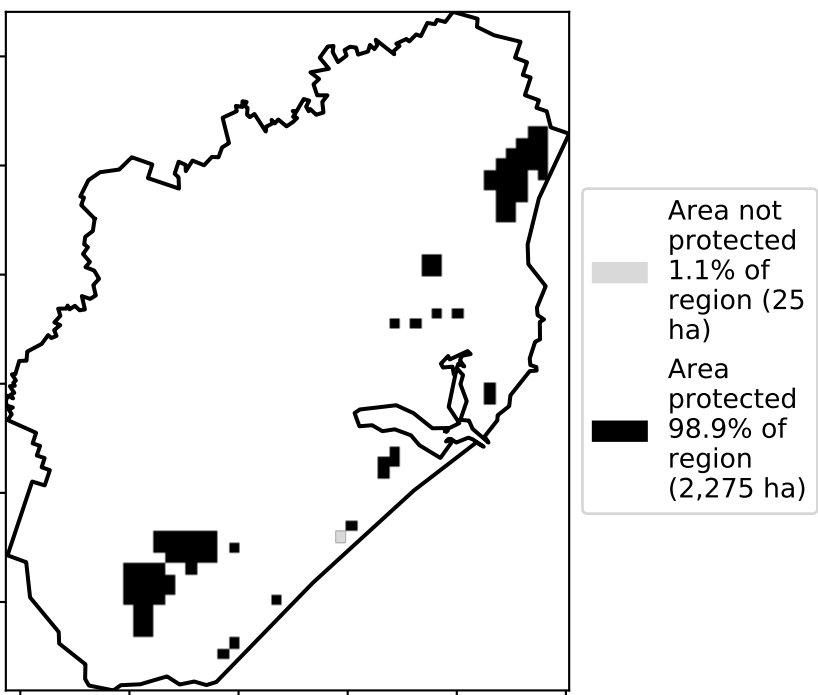 Area not
protected
1.1% of
region (25
ha)
Area
protected
98.9% of
region
(2,275 ha)